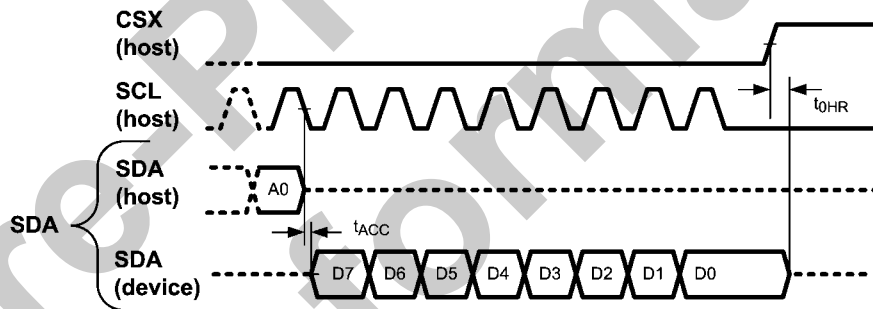 CSX
(host)
SCL
(host)
t0HR
SDA
SDA
(host)
A0
tACC
SDA
(device)
D7 D6 D5 D4 D3 D2 D1 D0